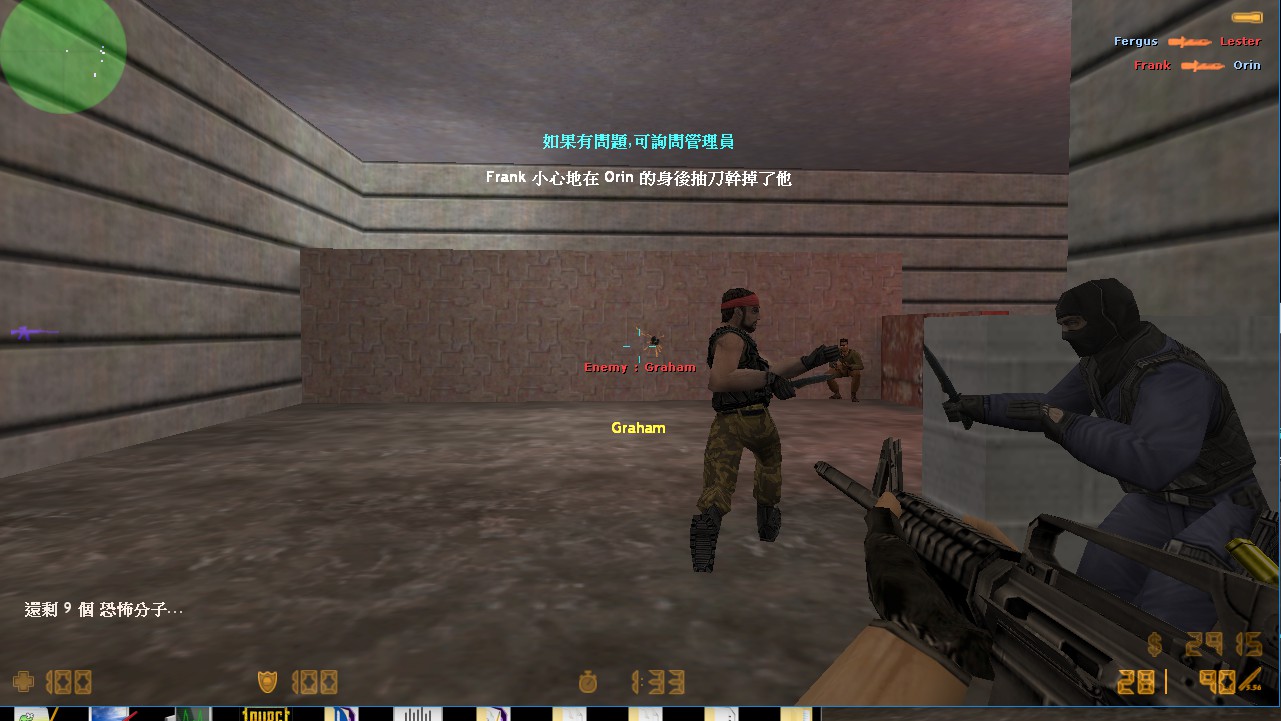 Fergus Lester
Frank Orin
如果有問題,可詢問管理員
Frank 小心地在 Orin 的身後抽刀幹掉了他
Enemy : Graham
Graham
還剩 9 個 恐怖分子...
$ 2915
100 100 1:33 28 | 90 5.56